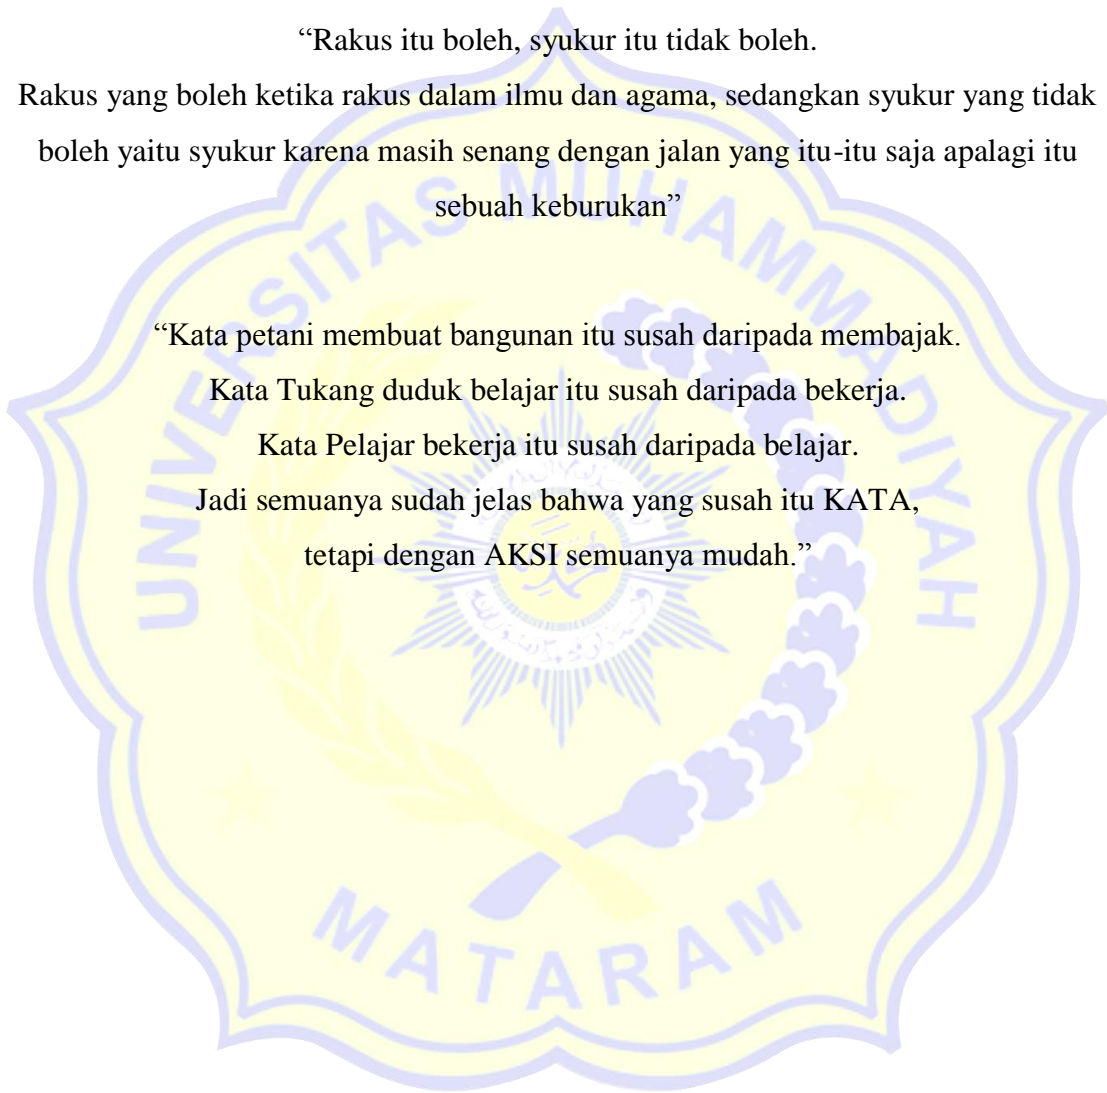 “Rakus itu boleh, syukur itu tidak boleh.
Rakus yang boleh ketika rakus dalam ilmu dan agama, sedangkan syukur yang tidak
boleh yaitu syukur karena masih senang dengan jalan yang itu-itu saja apalagi itu
sebuah keburukan”
“Kata petani membuat bangunan itu susah daripada membajak.
Kata Tukang duduk belajar itu susah daripada bekerja.
Kata Pelajar bekerja itu susah daripada belajar.
Jadi semuanya sudah jelas bahwa yang susah itu KATA,
tetapi dengan AKSI semuanya mudah.”
UNIVERSITAS MUHAMMADIYAH
MATARAM